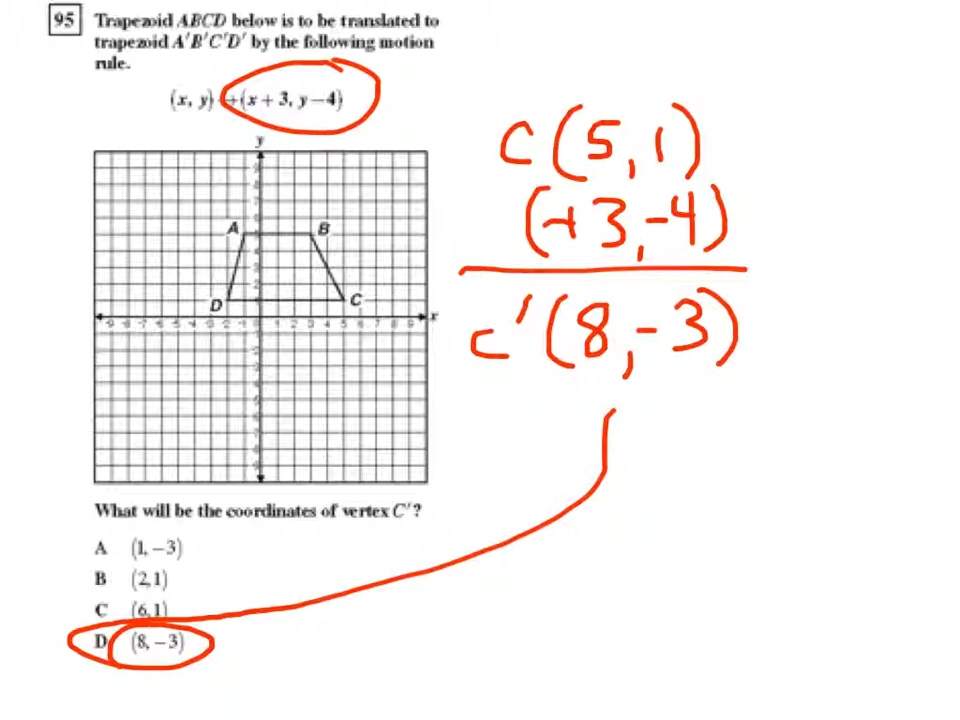 95 Trapezoid ABCD below is to be translated to
trapezoid A′B′C′D′ by the following motion
rule.
(x, y) → (x + 3, y − 4)
y
A B
D C
x
What will be the coordinates of vertex C′?
A (1, −3)
B (2, 1)
C (6, 1)
D (8, −3)
C (5, 1)
(+3, -4)
C' (8, -3)